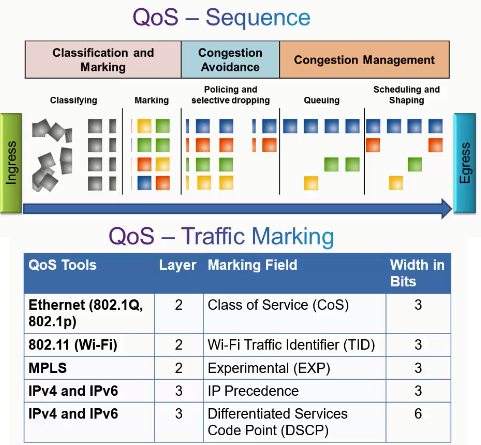 QoS – Sequence
Classification and Marking
Congestion Avoidance
Congestion Management
Classifying
Marking
Policing and selective dropping
Queuing
Scheduling and Shaping
Ingress
Egress
QoS – Traffic Marking
QoS Tools Layer Marking Field Width in Bits
Ethernet (802.1Q, 802.1p) 2 Class of Service (CoS) 3
802.11 (Wi-Fi) 2 Wi-Fi Traffic Identifier (TID) 3
MPLS 2 Experimental (EXP) 3
IPv4 and IPv6 3 IP Precedence 3
IPv4 and IPv6 3 Differentiated Services Code Point (DSCP) 6